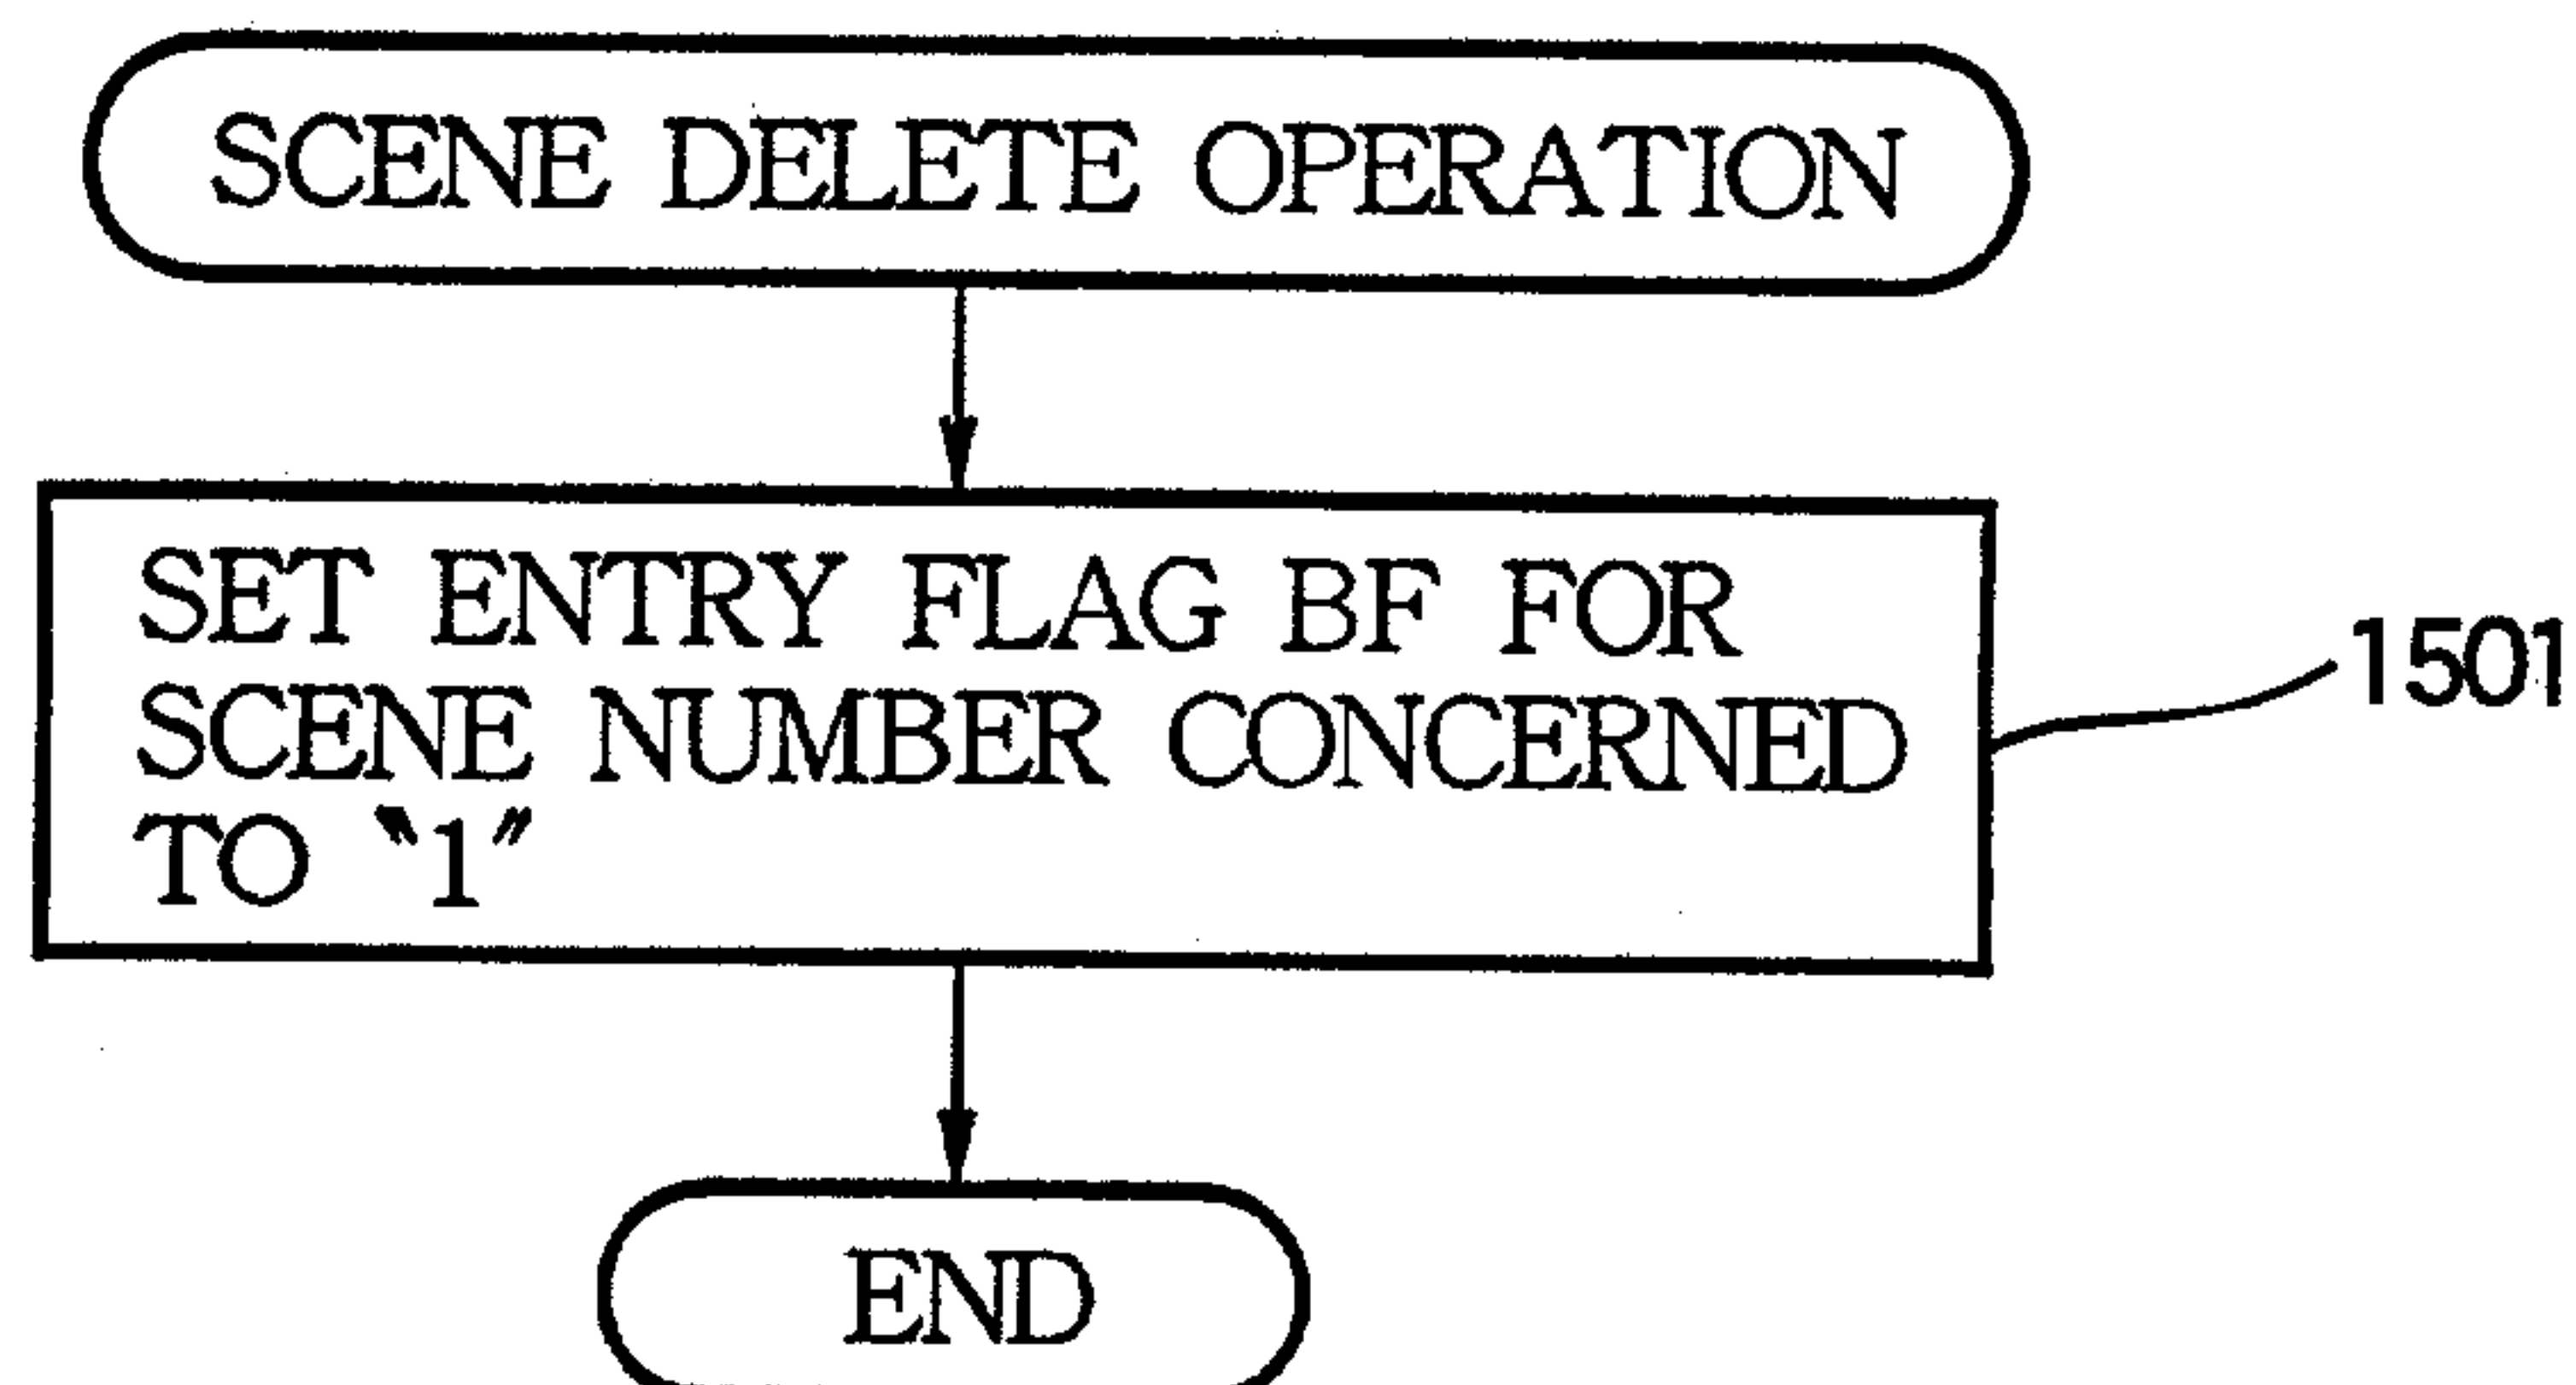 SCENE DELETE OPERATION
SET ENTRY FLAG BF FOR
SCENE NUMBER CONCERNED
TO "1"
1501
END